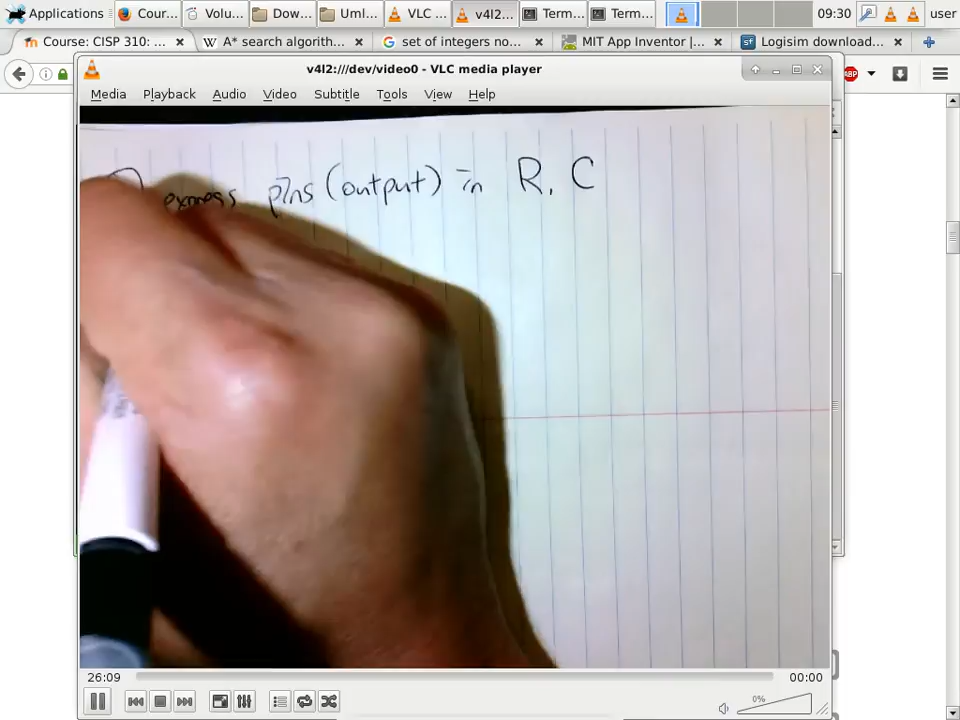 Applications
Cour...
Volu...
Dow...
Uml...
VLC ...
v4l2...
Term...
Term...
09:30
user
Course: CISP 310: ...
A* search algorith...
set of integers no...
MIT App Inventor |...
Logisim download...
v4l2:///dev/video0 - VLC media player
Media Playback Audio Video Subtitle Tools View Help
express pins (output) in R, C
26:09
00:00
0%